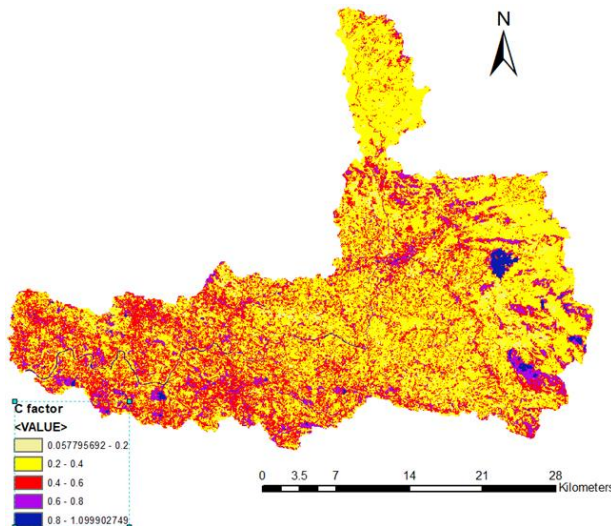 N
C factor
<VALUE>
0.057795692 - 0.2
0.2 - 0.4
0.4 - 0.6
0.6 - 0.8
0.8 - 1.099902749
0 3.5 7 14 21 28
Kilometers